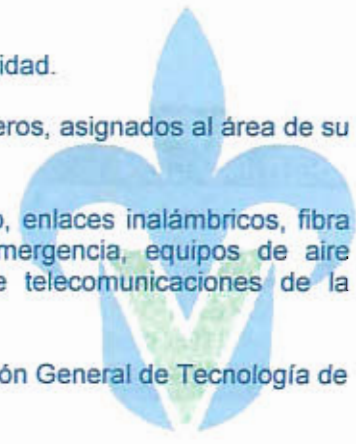 idad.
eros, asignados al área de su
o, enlaces inalámbricos, fibra
mergencia, equipos de aire
e telecomunicaciones de la
ón General de Tecnología de